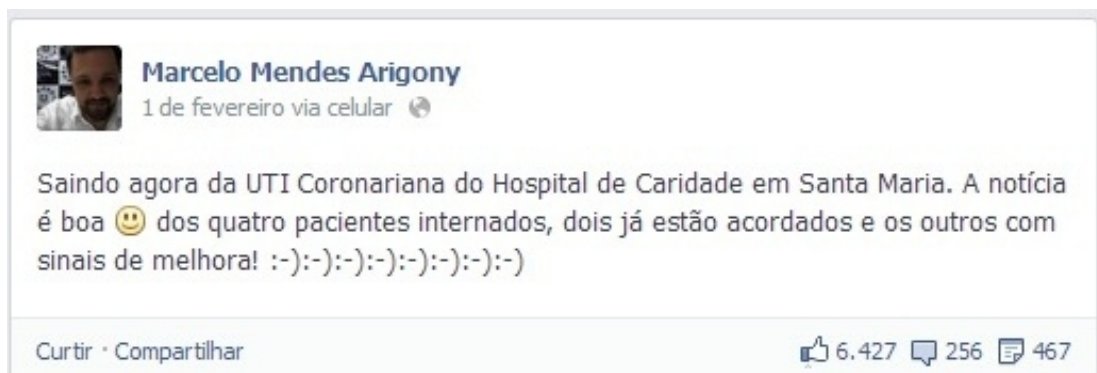 Marcelo Mendes Arigony
1 de fevereiro via celular
Saindo agora da UTI Coronariana do Hospital de Caridade em Santa Maria. A notícia
é boa dos quatro pacientes internados, dois já estão acordados e os outros com
sinais de melhora! :-):-):-):-):-):-):-):-)
Curtir · Compartilhar 6.427 256 467